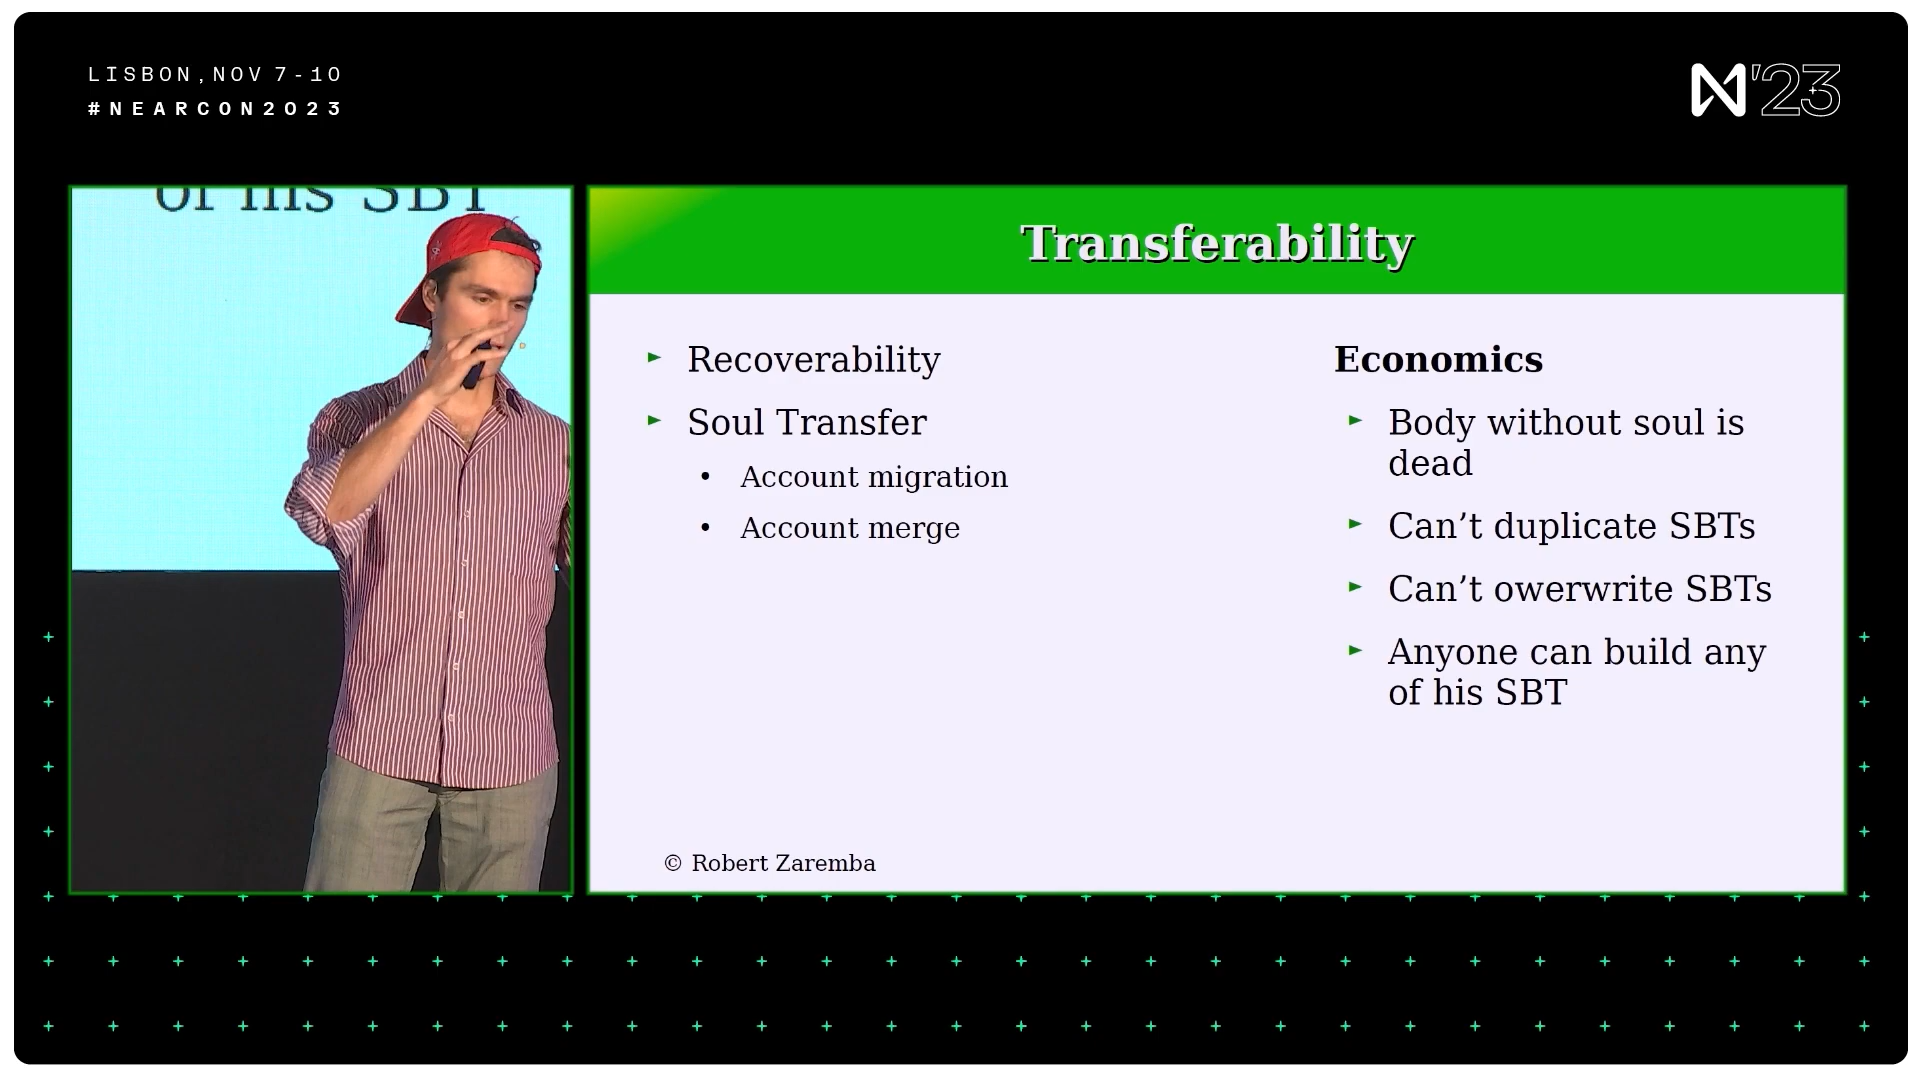 LISBON, NOV 7-10
#NEARCON2023
N'23
of his SBT
Transferability
Recoverability
Soul Transfer
Account migration
Account merge
Economics
Body without soul is
dead
Can’t duplicate SBTs
Can’t owerwrite SBTs
Anyone can build any
of his SBT
© Robert Zaremba